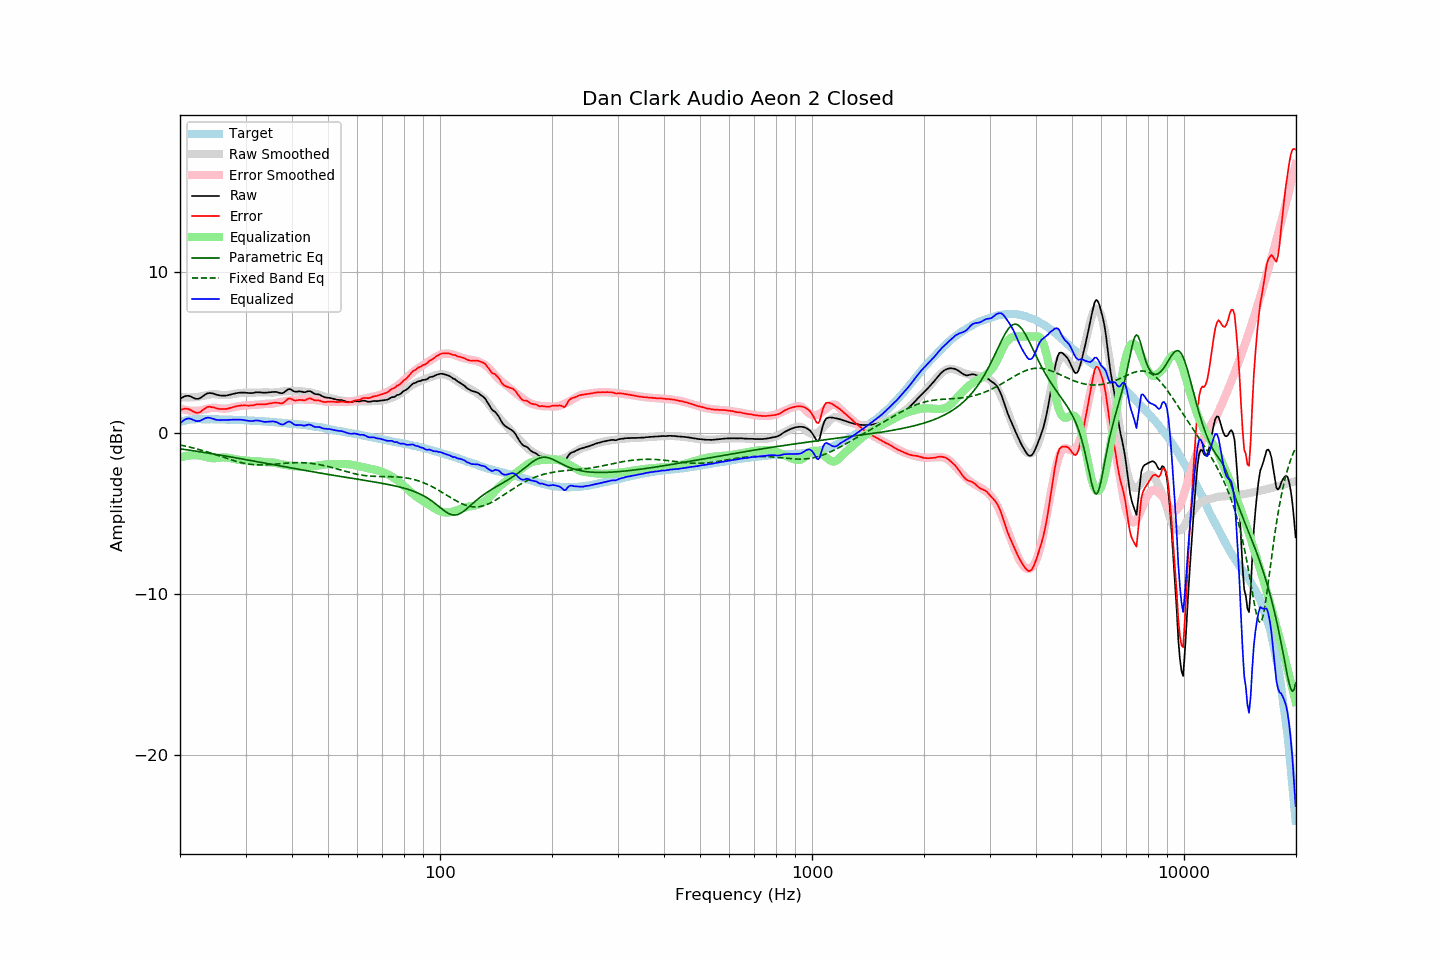 Dan Clark Audio Aeon 2 Closed
Target
Raw Smoothed
Error Smoothed
Raw
Error
Equalization
Parametric Eq
Fixed Band Eq
Equalized
10
0
−10
−20
Amplitude (dBr)
100
1000
10000
Frequency (Hz)